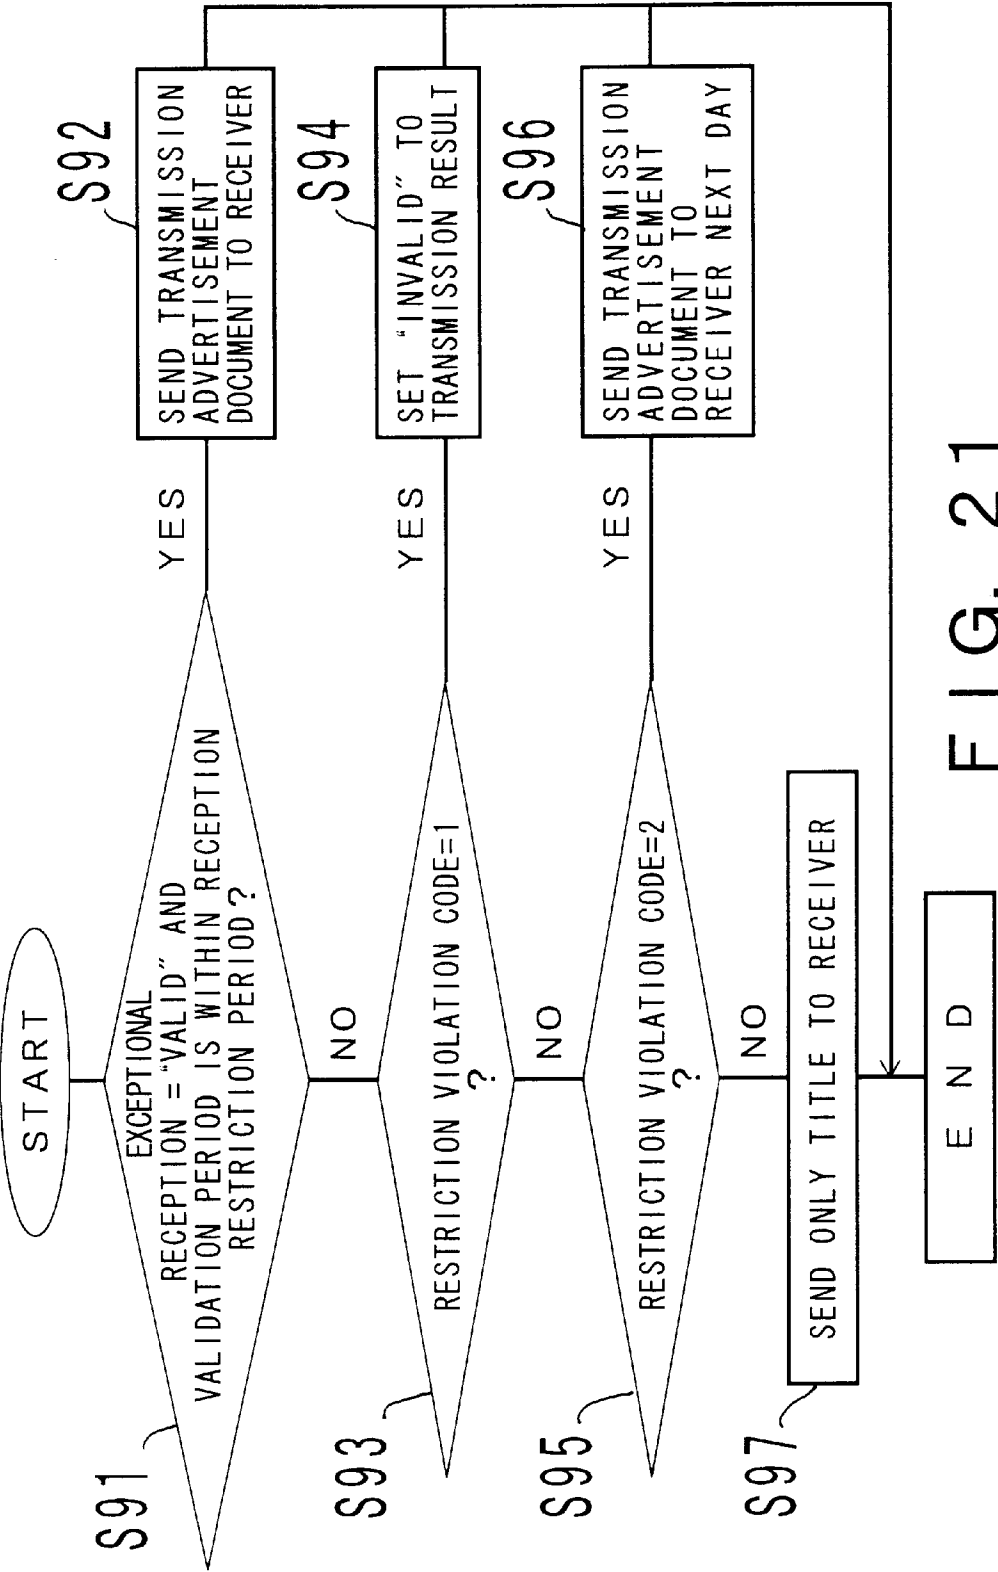 START
S91
EXCEPTIONAL
RECEPTION = "VALID" AND
VALIDATION PERIOD IS WITHIN RECEPTION
RESTRICTION PERIOD?
YES
S92
SEND TRANSMISSION
ADVERTISEMENT
DOCUMENT TO RECEIVER
NO
S93
RESTRICTION VIOLATION CODE=1
?
YES
S94
SET "INVALID" TO
TRANSMISSION RESULT
NO
S95
RESTRICTION VIOLATION CODE=2
?
YES
S96
SEND TRANSMISSION
ADVERTISEMENT
DOCUMENT TO
RECEIVER NEXT DAY
NO
S97
SEND ONLY TITLE TO RECEIVER
END
FIG. 21